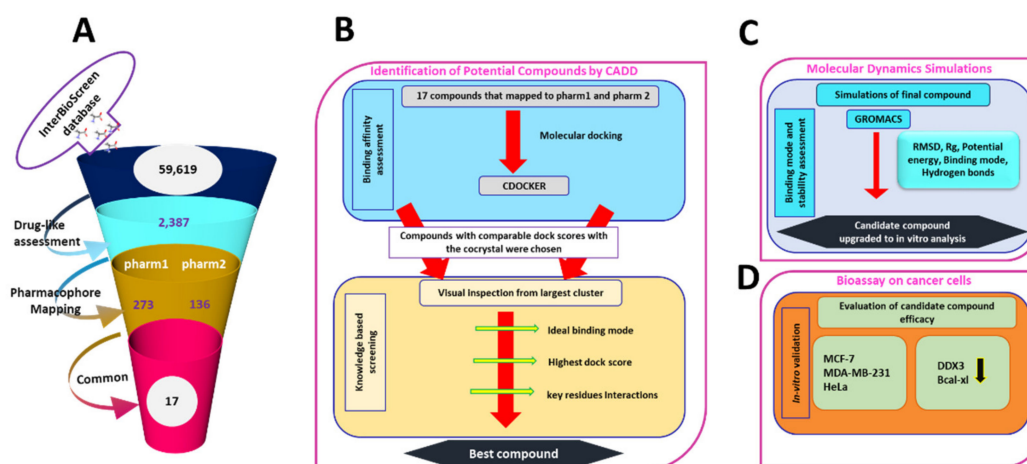 A
InterBioScreen
database
59,619
Drug-like
assessment
2,387
pharm1 pharm2
Pharmacophore
Mapping
273 136
Common
17
B
Identification of Potential Compounds by CADD
Binding affinity
assessment
17 compounds that mapped to pharm1 and pharm 2
Molecular docking
CDOCKER
Compounds with comparable dock scores with
the cocrystal were chosen
Knowledge based
screening
Visual inspection from largest cluster
Ideal binding mode
Highest dock score
key residues Interactions
Best compound
C
Molecular Dynamics Simulations
Binding mode and
stability assessment
Simulations of final compound
GROMACS
RMSD, Rg, Potential
energy, Binding mode,
Hydrogen bonds
Candidate compound
upgraded to in vitro analysis
D
Bioassay on cancer cells
In-vitro validation
Evaluation of candidate compound
efficacy
MCF-7
MDA-MB-231
HeLa
DDX3
Bcal-xl